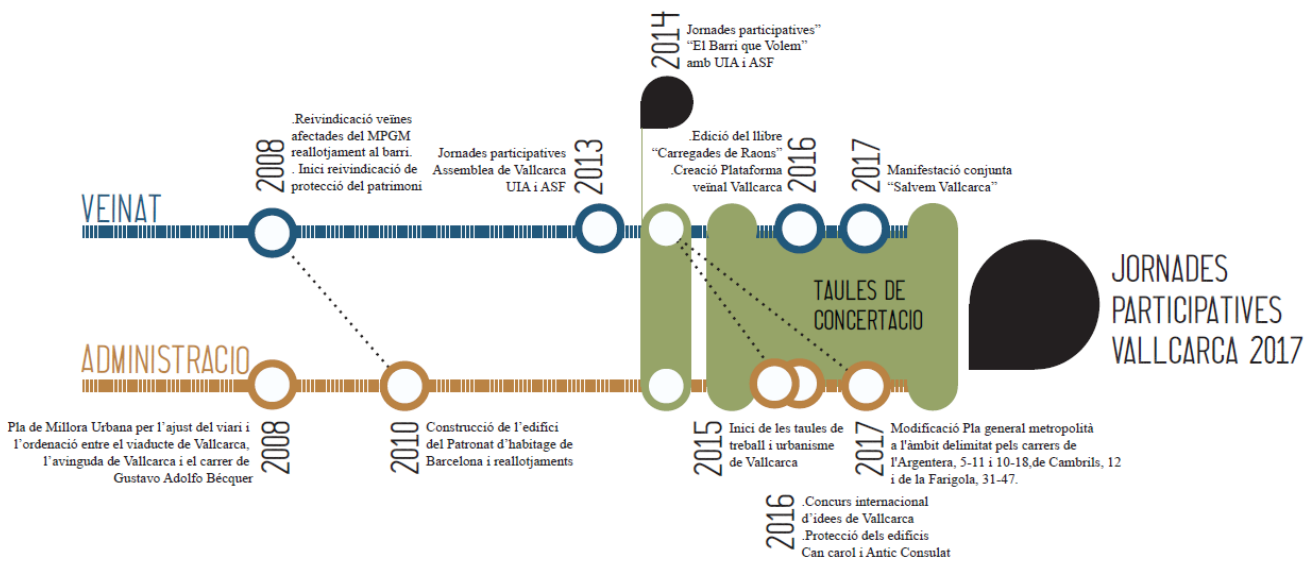 2014
Jornades participatives”
“El Barri que Volem”
amb UIA i ASF
VEINAT
2008
.Reivindicació veïnes
afectades del MPGM
reallotjament al barri.
. Inici reivindicació de
protecció del patrimoni
Jornades participatives
Assemblea de Vallcarca
UIA i ASF
2013
.Edició del llibre
“Carregades de Raons”
.Creació Plataforma
veïnal Vallcarca
2016
2017
Manifestació conjunta
“Salvem Vallcarca”
TAULES DE
CONCERTACIO
JORNADES
PARTICIPATIVES
VALLCARCA 2017
ADMINISTRACIO
Pla de Millora Urbana per l’ajust del viari i
l’ordenació entre el viaducte de Vallcarca,
l’avinguda de Vallcarca i el carrer de
Gustavo Adolfo Bécquer
2008
2010
Construcció de l’edifici
del Patronat d’habitage de
Barcelona i reallotjaments
2015
Inici de les taules de
treball i urbanisme
de Vallcarca
2017
Modificació Pla general metropolità
a l'àmbit delimitat pels carrers de
l'Argentera, 5-11 i 10-18,de Cambrils, 12
i de la Farigola, 31-47.
2016
.Concurs internacional
d’idees de Vallcarca
.Protecció dels edificis
Can carol i Antic Consulat